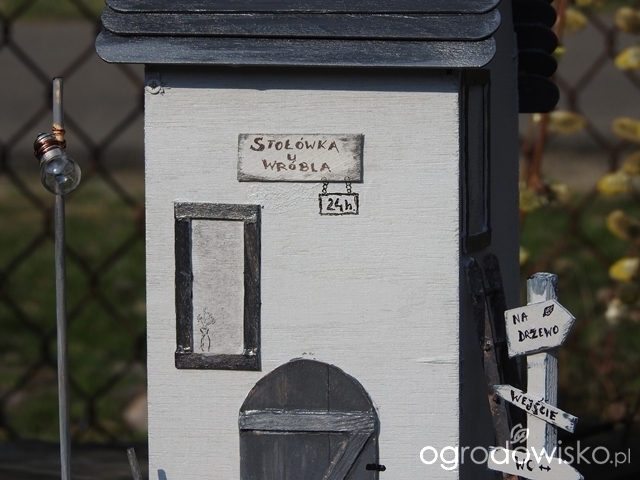 STOŁÓWKA
U
WRÓBLA
24h.
NA
DRZEWO
WEJŚCIE
WC ↔
ogrodowisko.pl